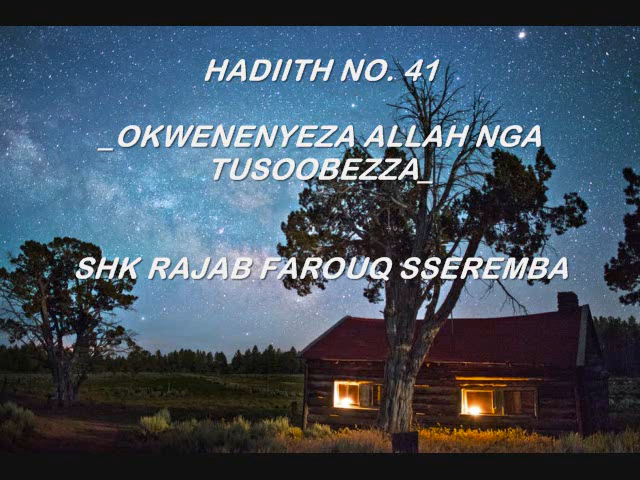 HADIITH NO. 41
_OKWENENYEZA ALLAH NGA
TUSOOBEZZA_
SHK RAJAB FAROUQ SSEREMBA